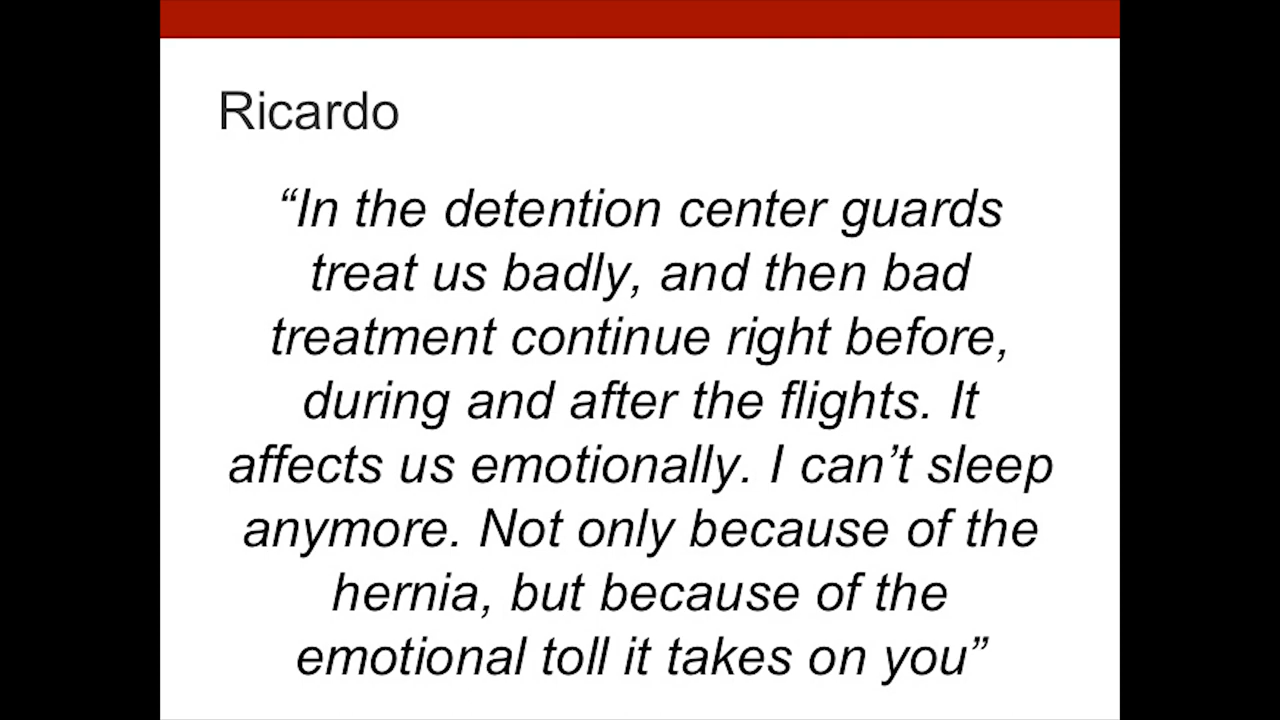 Ricardo
“In the detention center guards
treat us badly, and then bad
treatment continue right before,
during and after the flights. It
affects us emotionally. I can’t sleep
anymore. Not only because of the
hernia, but because of the
emotional toll it takes on you”